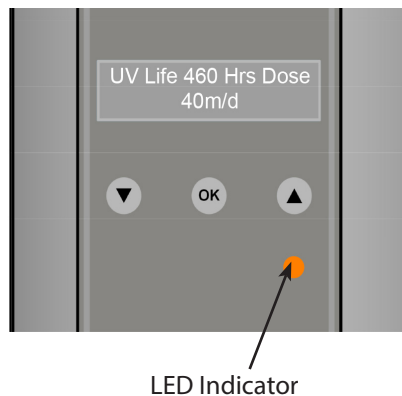 UV Life 460 Hrs Dose
40m/d
▼ OK ▲
LED Indicator